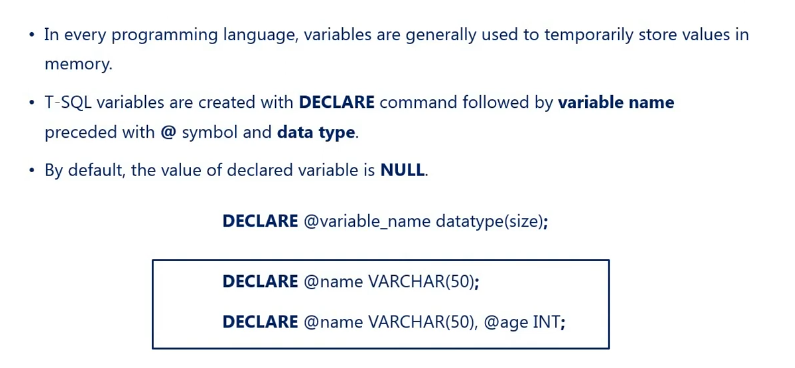 • In every programming language, variables are generally used to temporarily store values in
memory.
• T-SQL variables are created with DECLARE command followed by variable name
preceded with @ symbol and data type.
• By default, the value of declared variable is NULL.
DECLARE @variable_name datatype(size);
DECLARE @name VARCHAR(50);
DECLARE @name VARCHAR(50), @age INT;